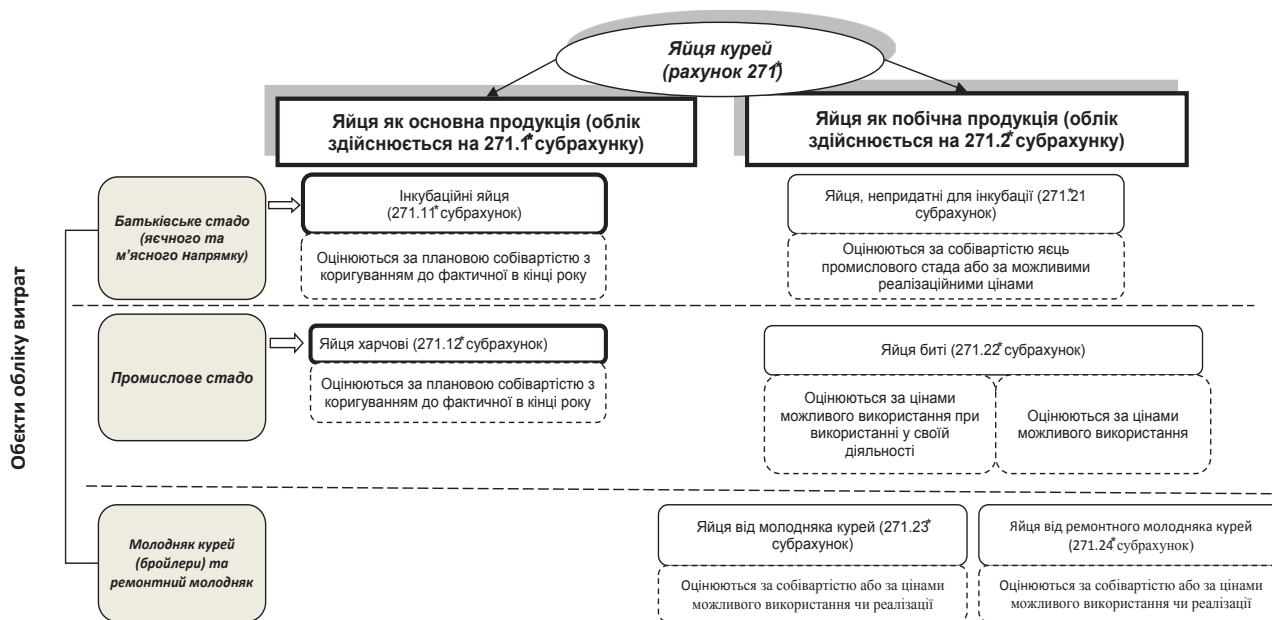 Яйця курей
(рахунок 271*)
Яйця як основна продукція (облік
здійснюється на 271.1* субрахунку)
Яйця як побічна продукція (облік
здійснюється на 271.2* субрахунку)
Обєкти обліку витрат
Батьківське стадо
(яєчного та
м’ясного напрямку)
Інкубаційні яйця
(271.11* субрахунок)
Оцінюються за плановою собівартістю з
коригуванням до фактичної в кінці року
Яйця, непридатні для інкубації (271.*21
субрахунок)
Оцінюються за собівартістю яєць
промислового стада або за можливими
реалізаційними цінами
Промислове стадо
Яйця харчові (271.12* субрахунок)
Оцінюються за плановою собівартістю з
коригуванням до фактичної в кінці року
Яйця биті (271.22* субрахунок)
Оцінюються за цінами
можливого використання при
використанні у своїй
діяльності
Оцінюються за цінами
можливого використання
Молодняк курей
(бройлери) та
ремонтний молодняк
Яйця від молодняка курей (271.23*
субрахунок)
Оцінюються за собівартістю або за цінами
можливого використання чи реалізації
Яйця від ремонтного молодняка курей
(271.24* субрахунок)
Оцінюються за собівартістю або за цінами
можливого використання чи реалізації